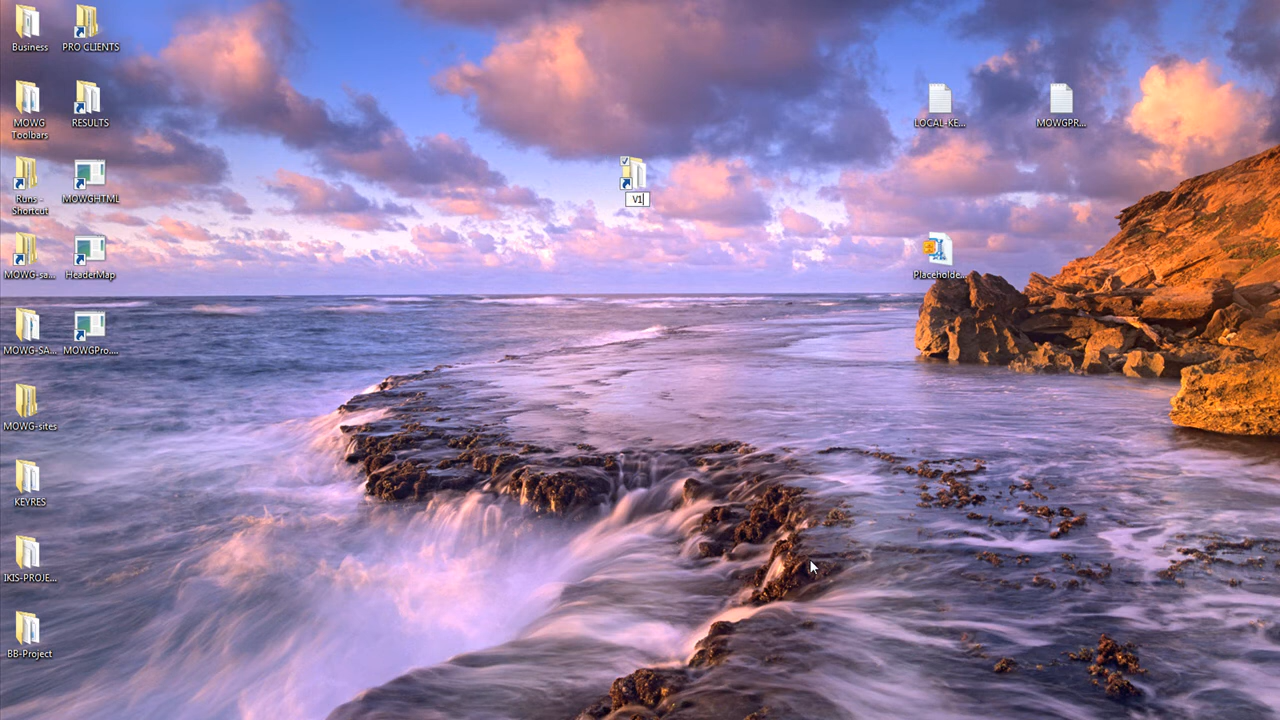 Business
PRO CLIENTS
MOWG
Toolbars
RESULTS
LOCAL-KE...
MOWGPR...
Runs -
Shortcut
MOWGHTML
V1
MOWG-sa...
HeaderMap
Placeholde...
MOWG-SA...
MOWGPro....
MOWG-sites
KEYRES
IKIS-PROJE...
BB-Project